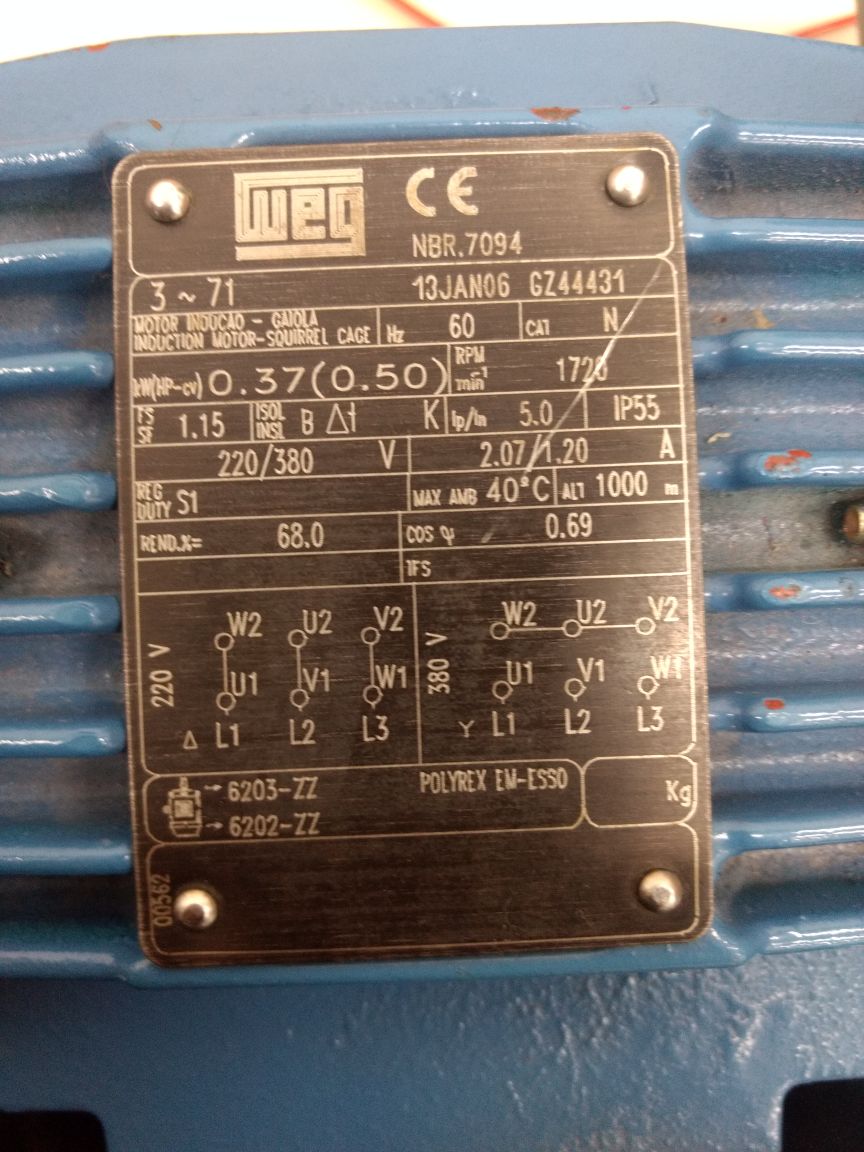 weg CE
NBR.7094
3 ~ 71 13JAN06 GZ44431
MOTOR INDUCAO - GAIOLA
INDUCTION MOTOR-SQUIRREL CAGE Hz 60 CAT N
kW(HP-cv) 0.37(0.50) RPM min⁻¹ 1720
FS SF 1.15 ISOL INSL B Δt K Ip/In 5.0 IP55
220/380 V 2.07/1.20 A
REG DUTY S1 MAX AMB 40°C ALT 1000 m
REND.%= 68.0 COS φ 0.69
IFS
220 V W2 U2 V2 380 V W2 U2 V2
U1 V1 W1 U1 V1 W1
Δ L1 L2 L3 Y L1 L2 L3
→ 6203-ZZ POLYREX EM-ESSO Kg
→ 6202-ZZ
00562